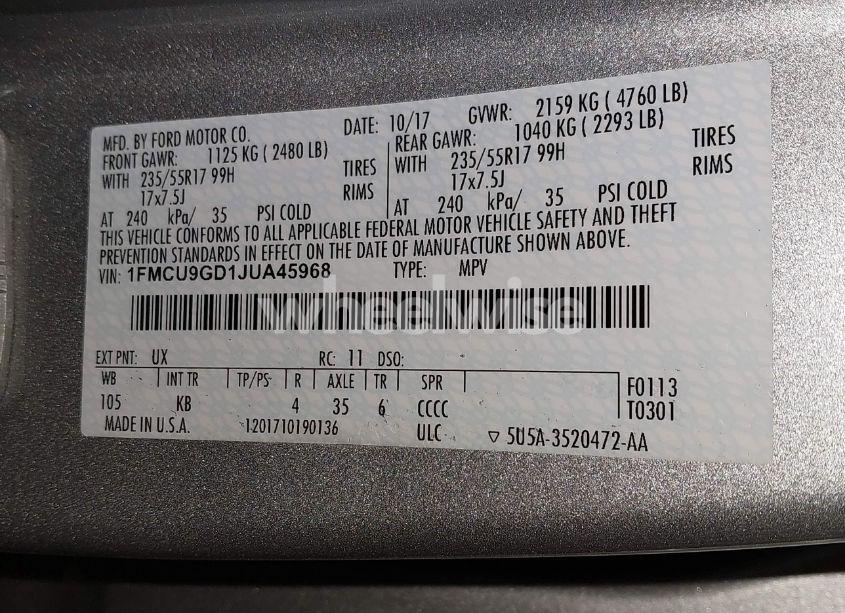 MFD. BY FORD MOTOR CO. DATE: 10/17 GVWR: 2159 KG ( 4760 LB)
FRONT GAWR: 1125 KG ( 2480 LB) REAR GAWR: 1040 KG ( 2293 LB)
WITH 235/55R17 99H TIRES WITH 235/55R17 99H TIRES
17x7.5J RIMS 17x7.5J RIMS
AT 240 kPa/ 35 PSI COLD AT 240 kPa/ 35 PSI COLD
THIS VEHICLE CONFORMS TO ALL APPLICABLE FEDERAL MOTOR VEHICLE SAFETY AND THEFT
PREVENTION STANDARDS IN EFFECT ON THE DATE OF MANUFACTURE SHOWN ABOVE.
VIN: 1FMCU9GD1JUA45968 TYPE: MPV
wheelwise
EXT PNT: UX RC: 11 DSO:
WB INT TR TP/PS R AXLE TR SPR F0113
105 KB 4 35 6 CCCC T0301
MADE IN U.S.A. 1201710190136 ULC ▽ 5U5A-3520472-AA